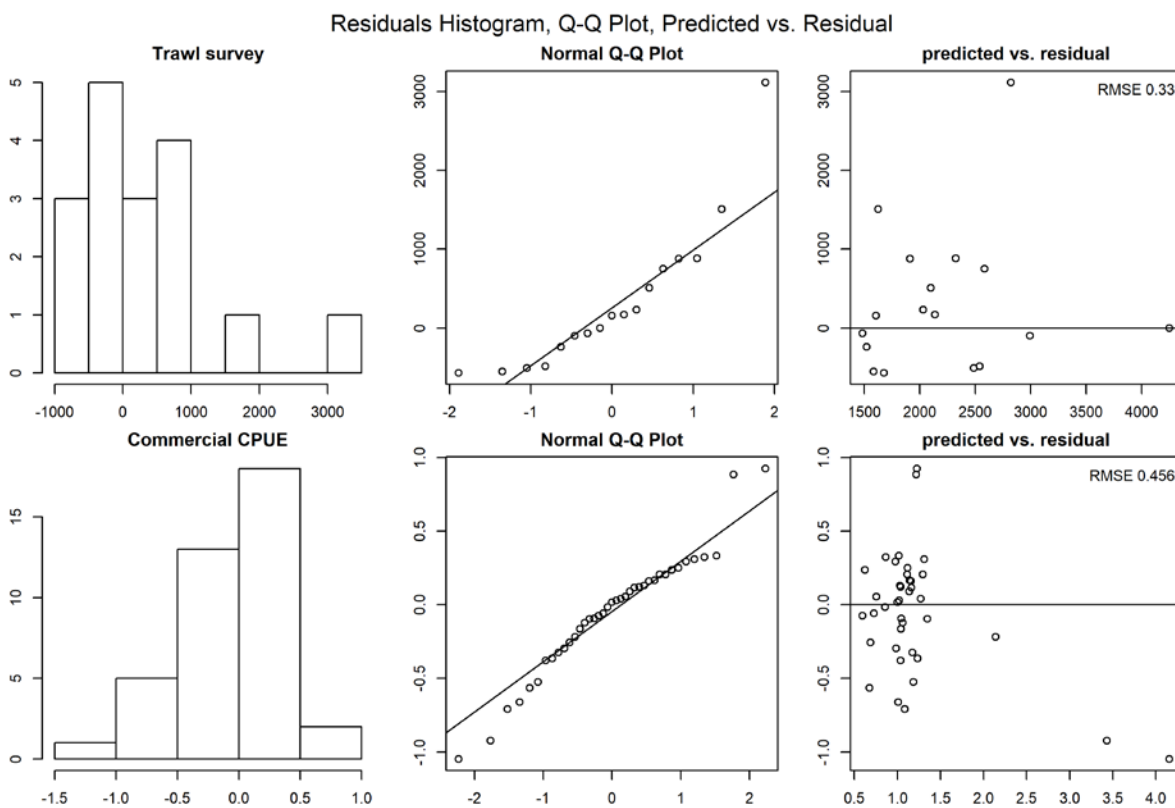 Residuals Histogram, Q-Q Plot, Predicted vs. Residual
Trawl survey
Normal Q-Q Plot
predicted vs. residual
5
4
3
2
1
0
-1000 0 1000 2000 3000
3000
2000
1000
0
-2 -1 0 1 2
RMSE 0.33
3000
2000
1000
0
1500 2000 2500 3000 3500 4000
Commercial CPUE
Normal Q-Q Plot
predicted vs. residual
15
10
5
0
-1.5 -1.0 -0.5 0.0 0.5 1.0
1.0
0.5
0.0
-0.5
-1.0
-2 -1 0 1 2
RMSE 0.456
1.0
0.5
0.0
-0.5
-1.0
0.5 1.0 1.5 2.0 2.5 3.0 3.5 4.0